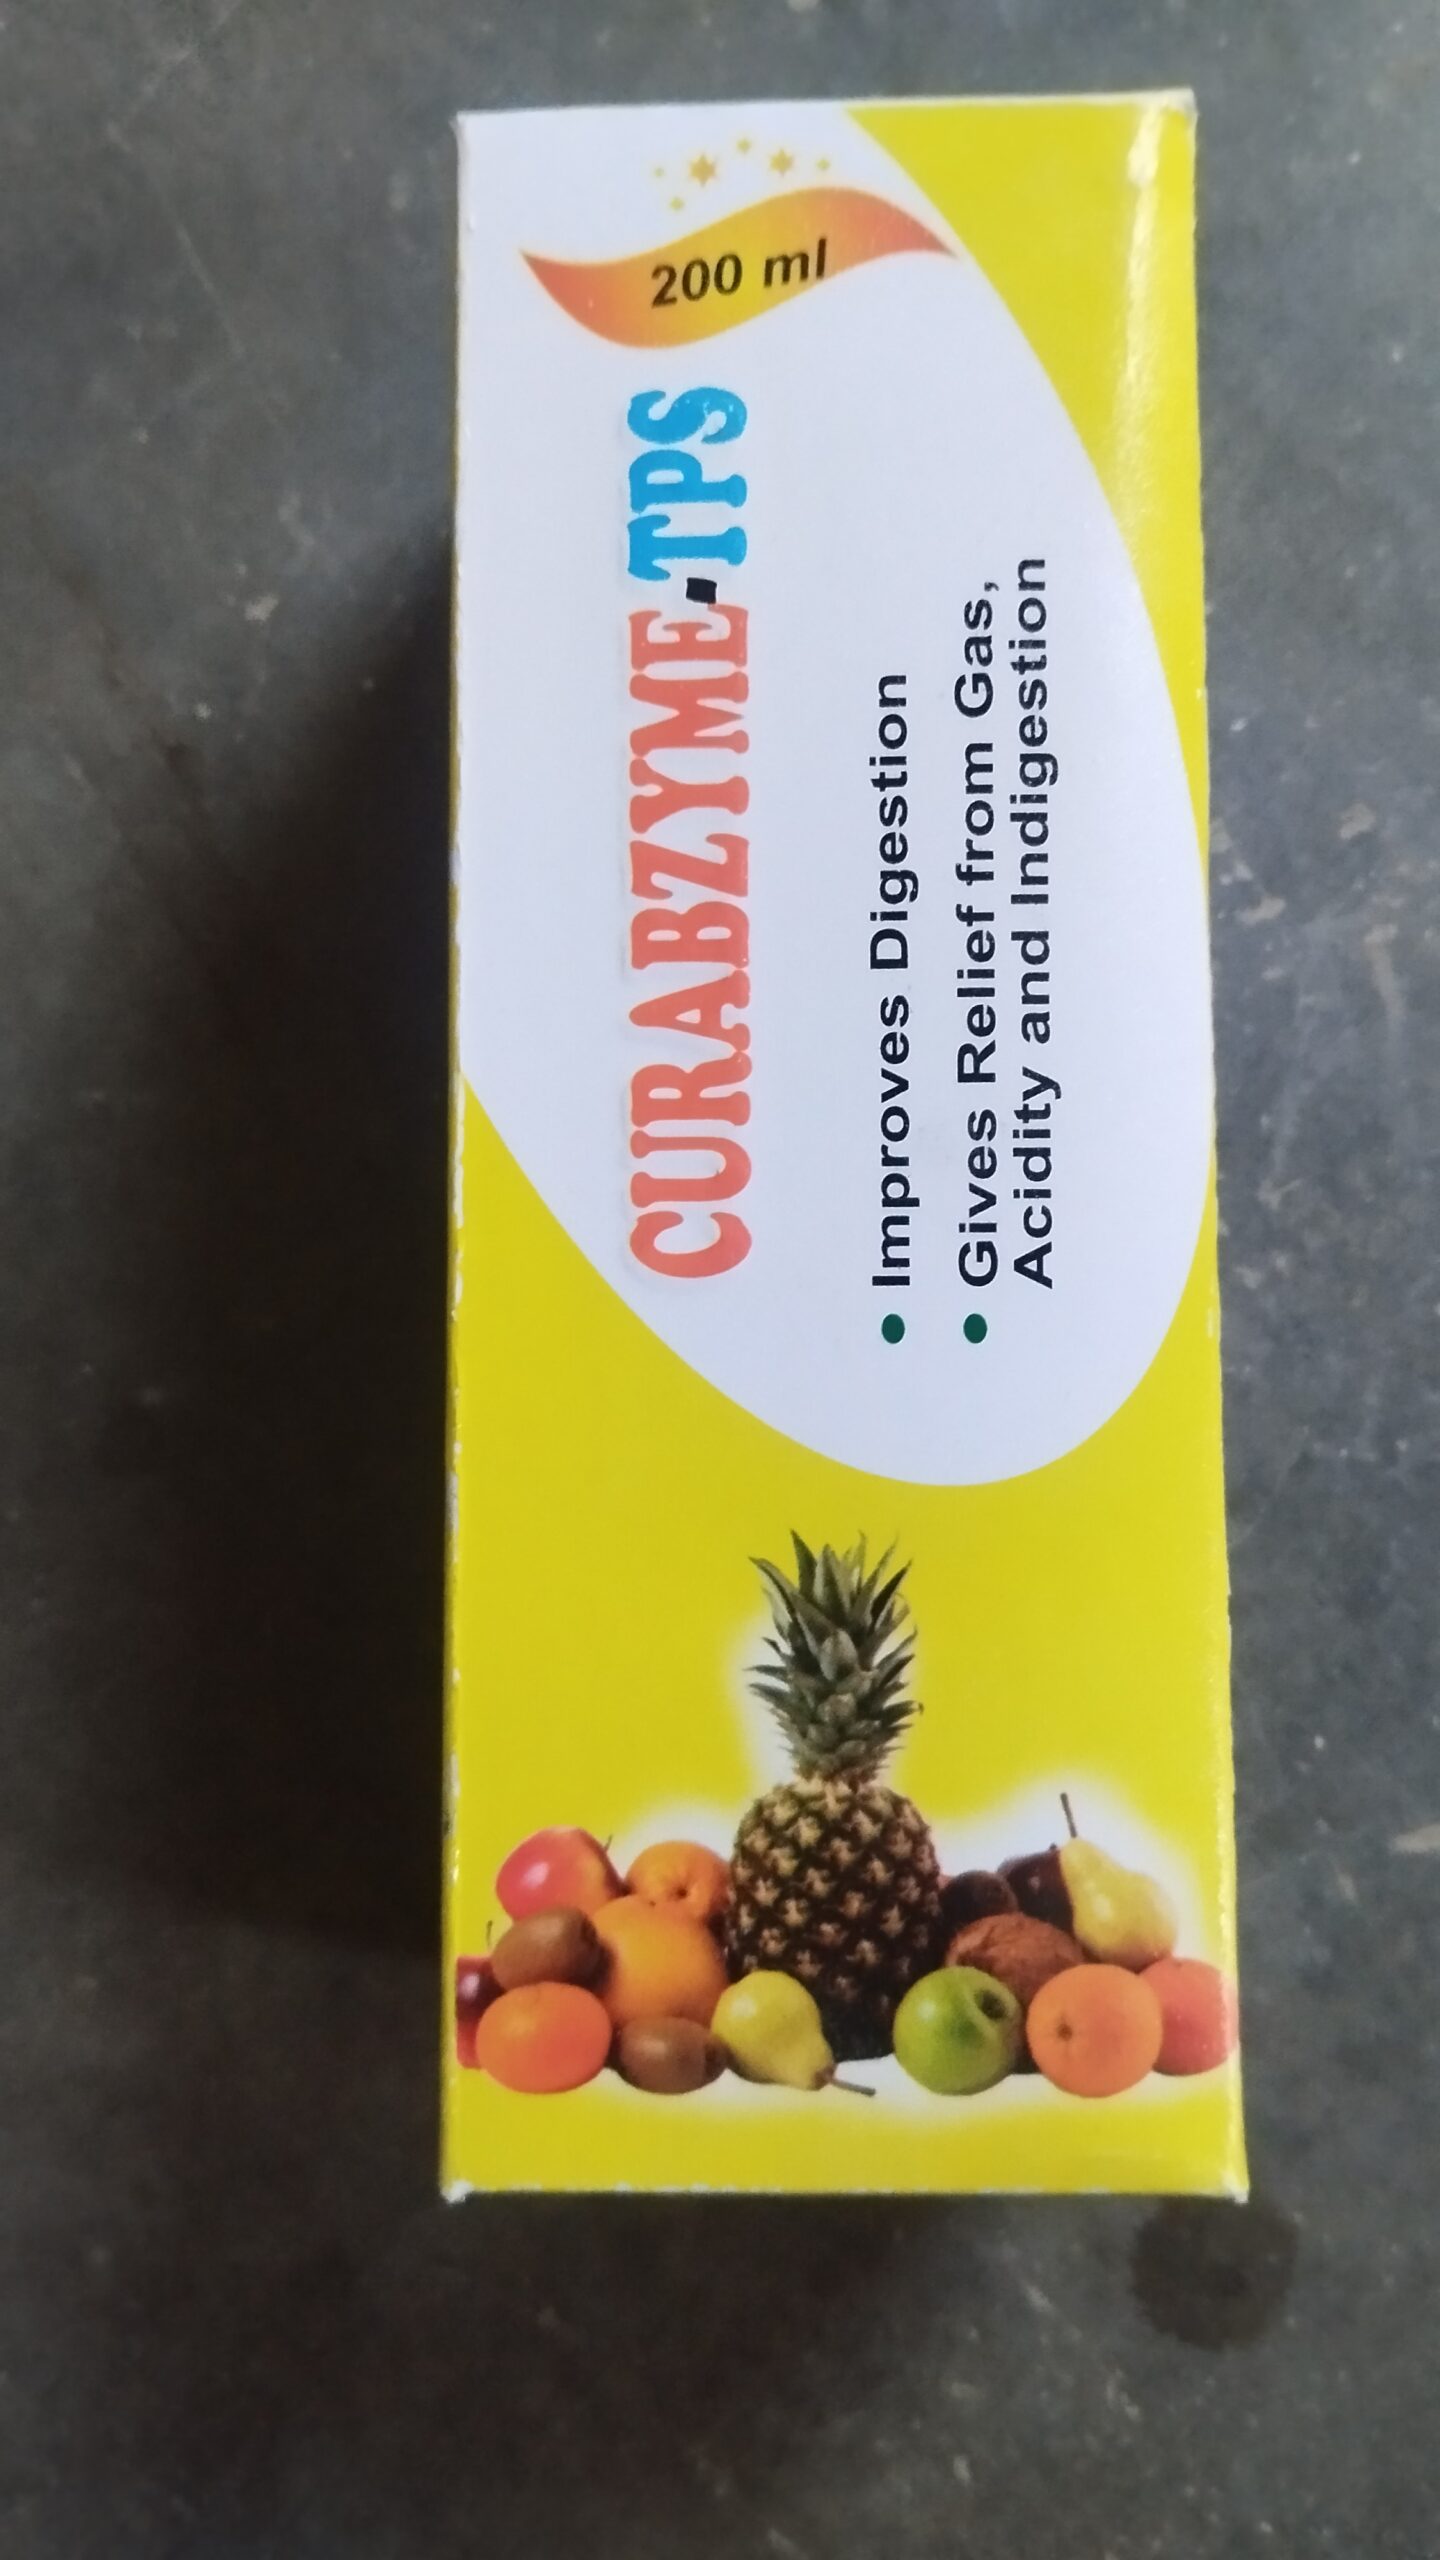 200 ml
CURABZYME-TPS
• Improves Digestion
• Gives Relief from Gas,
Acidity and Indigestion